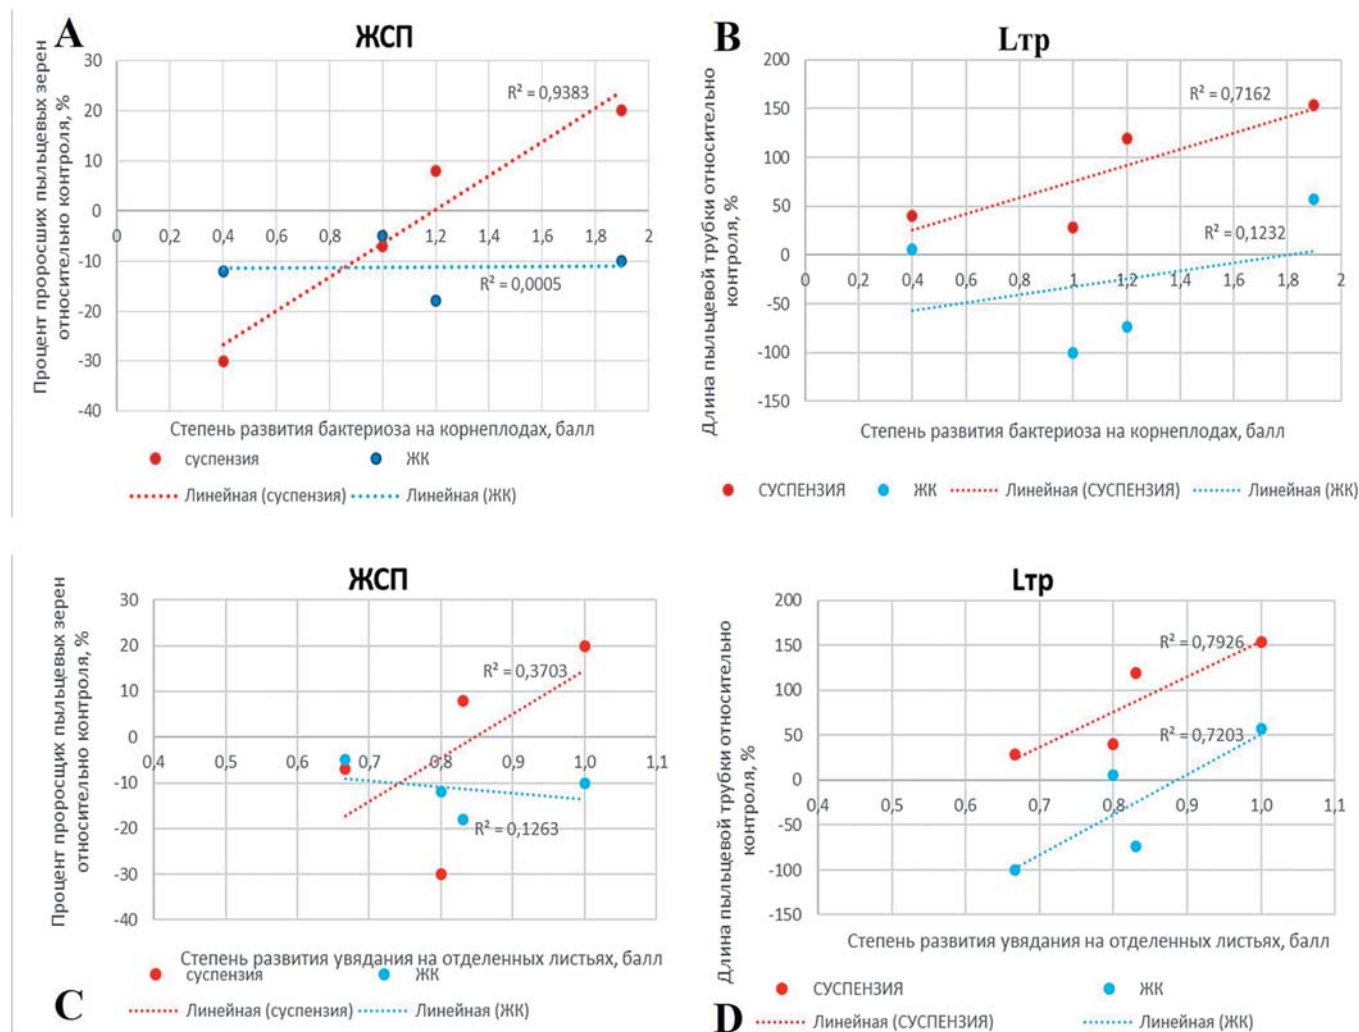 A
ЖСП
Процент проросших пыльцевых зерен
относительно контроля, %
30
20
10
0
-10
-20
-30
-40
0 0,2 0,4 0,6 0,8 1,0 1,2 1,4 1,6 1,8 2
R² = 0,9383
R² = 0,0005
Степень развития бактериоза на корнеплодах, балл
суспензия ЖК
Линейная (суспензия) Линейная (ЖК)
B
Lтр
Длина пыльцевой трубки относительно
контроля, %
200
150
100
50
0
-50
-100
-150
0 0,2 0,4 0,6 0,8 1,0 1,2 1,4 1,6 1,8 2
R² = 0,7162
R² = 0,1232
Степень развития бактериоза на корнеплодах, балл
СУСПЕНЗИЯ ЖК Линейная (СУСПЕНЗИЯ) Линейная (ЖК)
ЖСП
Процент проросщих пыльцевых зерен
относительно контроля, %
30
20
10
0
-10
-20
-30
-40
0,4 0,5 0,6 0,7 0,8 0,9 1,0 1,1
R² = 0,3703
R² = 0,1263
Степень развития увядания на отделенных листьях, балл
суспензия ЖК
C
Линейная (суспензия) Линейная (ЖК)
Lтр
Длина пыльцевой трубки относительно
контроля, %
200
150
100
50
0
-50
-100
-150
0,4 0,5 0,6 0,7 0,8 0,9 1,0 1,1
R² = 0,7926
R² = 0,7203
Степень развития увядания на отделенных листьях, балл
СУСПЕНЗИЯ ЖК
D
Линейная (СУСПЕНЗИЯ) Линейная (ЖК)